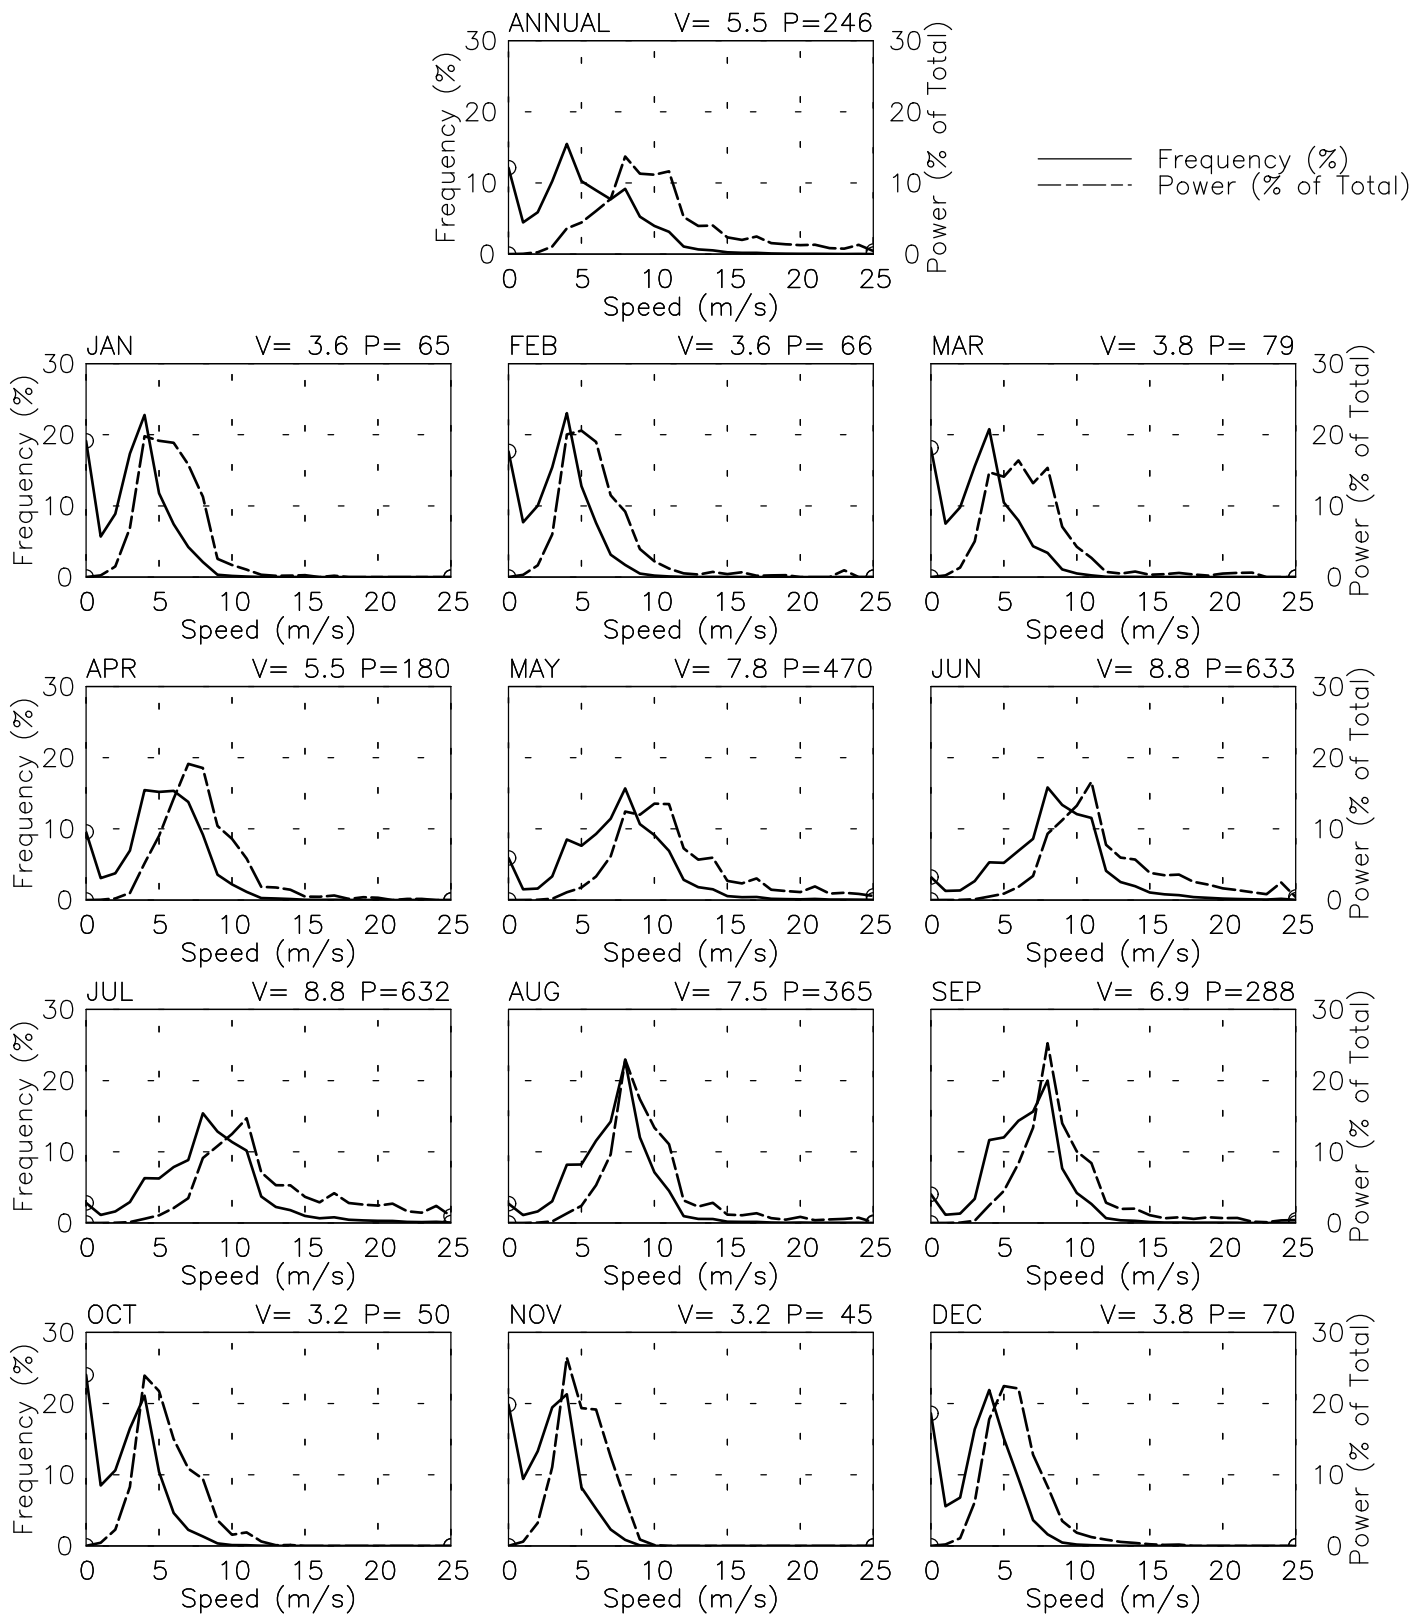 ANNUAL V= 5.5 P=246
30 30
20 20
10 10
0 0
Frequency (%)
Power (% of Total)
0 5 10 15 20 25
Speed (m/s)
Frequency (%)
Power (% of Total)
JAN V= 3.6 P= 65
FEB V= 3.6 P= 66
MAR V= 3.8 P= 79
30 30
20 20
10 10
0 0
Frequency (%)
Power (% of Total)
0 5 10 15 20 25
0 5 10 15 20 25
0 5 10 15 20 25
Speed (m/s)
Speed (m/s)
Speed (m/s)
APR V= 5.5 P=180
MAY V= 7.8 P=470
JUN V= 8.8 P=633
30 30
20 20
10 10
0 0
Frequency (%)
Power (% of Total)
0 5 10 15 20 25
0 5 10 15 20 25
0 5 10 15 20 25
Speed (m/s)
Speed (m/s)
Speed (m/s)
JUL V= 8.8 P=632
AUG V= 7.5 P=365
SEP V= 6.9 P=288
30 30
20 20
10 10
0 0
Frequency (%)
Power (% of Total)
0 5 10 15 20 25
0 5 10 15 20 25
0 5 10 15 20 25
Speed (m/s)
Speed (m/s)
Speed (m/s)
OCT V= 3.2 P= 50
NOV V= 3.2 P= 45
DEC V= 3.8 P= 70
30 30
20 20
10 10
0 0
Frequency (%)
Power (% of Total)
0 5 10 15 20 25
0 5 10 15 20 25
0 5 10 15 20 25
Speed (m/s)
Speed (m/s)
Speed (m/s)